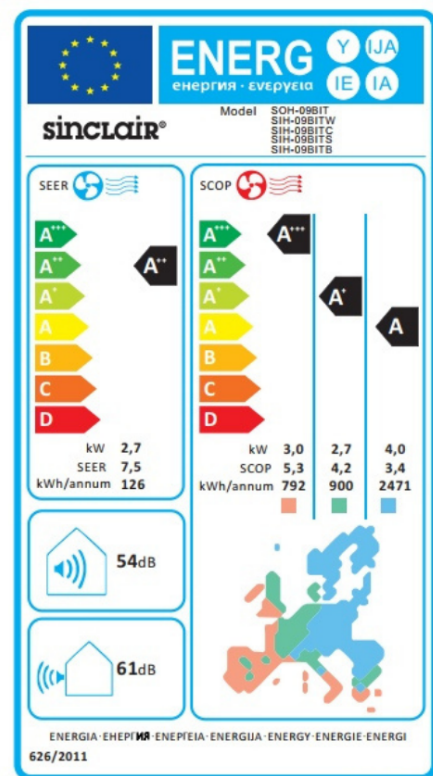 ENERG Y IJA
енергия · ενεργεια IE IA
sinclair®
Model SOH-09BIT
SIH-09BITW
SIH-09BITC
SIH-09BITS
SIH-09BITB
SEER
A+++
A++
A+
A
B
C
D
A++
kW 2,7
SEER 7,5
kWh/annum 126
SCOP
A+++
A++
A+
A
B
C
D
A+++
A+
A
kW 3,0 2,7 4,0
SCOP 5,3 4,2 3,4
kWh/annum 792 900 2471
54dB
61dB
ENERGIA·ЕНЕРГИЯ·ΕΝΕΡΓΕΙΑ·ENERGIJA·ENERGY·ENERGIE·ENERGI
626/2011